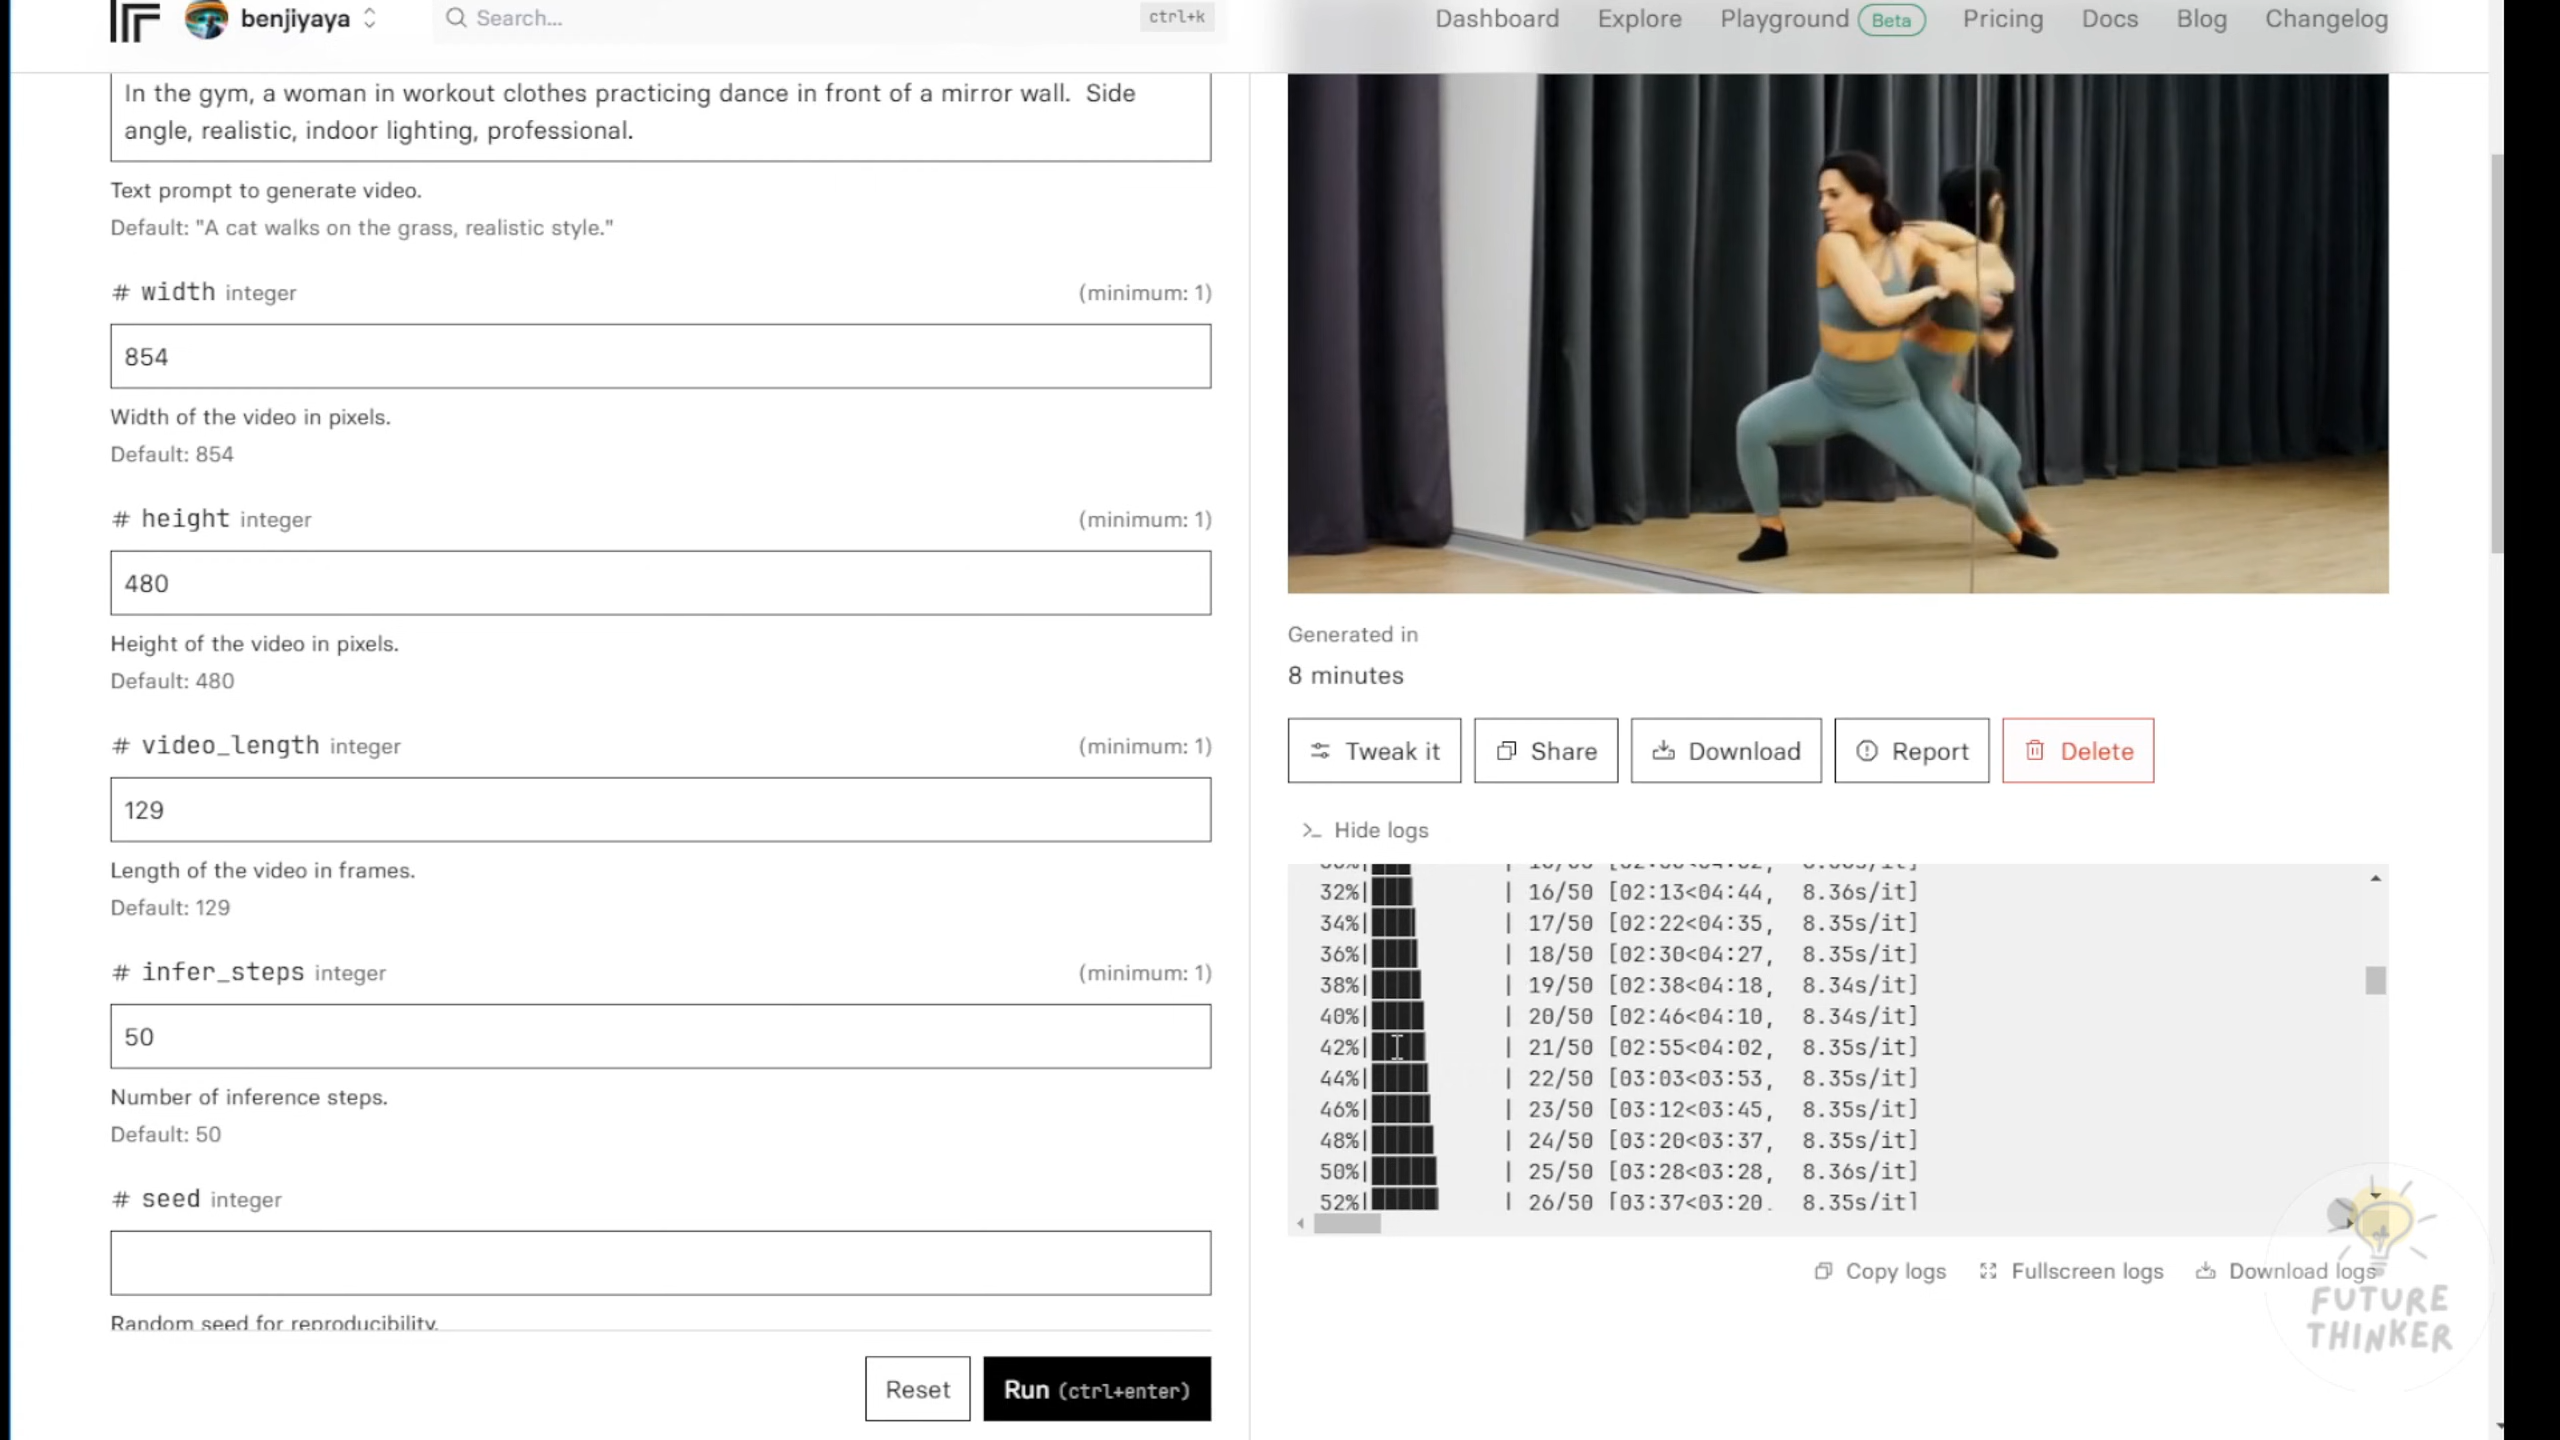 benjiyaya
Search...
ctrl+k
Dashboard
Explore
Playground
Beta
Pricing
Docs
Blog
Changelog
In the gym, a woman in workout clothes practicing dance in front of a mirror wall.  Side
angle, realistic, indoor lighting, professional.
Text prompt to generate video.
Default: "A cat walks on the grass, realistic style."
# width integer
(minimum: 1)
854
Width of the video in pixels.
Default: 854
# height integer
(minimum: 1)
480
Height of the video in pixels.
Default: 480
# video_length integer
(minimum: 1)
129
Length of the video in frames.
Default: 129
# infer_steps integer
(minimum: 1)
50
Number of inference steps.
Default: 50
# seed integer
Random seed for reproducibility.
Reset
Run (ctrl+enter)
Generated in
8 minutes
Tweak it
Share
Download
Report
Delete
>_ Hide logs
32%| | 16/50 [02:13<04:44, 8.36s/it]
34%| | 17/50 [02:22<04:35, 8.35s/it]
36%| | 18/50 [02:30<04:27, 8.35s/it]
38%| | 19/50 [02:38<04:18, 8.34s/it]
40%| | 20/50 [02:46<04:10, 8.34s/it]
42%| | 21/50 [02:55<04:02, 8.35s/it]
44%| | 22/50 [03:03<03:53, 8.35s/it]
46%| | 23/50 [03:12<03:45, 8.35s/it]
48%| | 24/50 [03:20<03:37, 8.35s/it]
50%| | 25/50 [03:28<03:28, 8.36s/it]
52%| | 26/50 [03:37<03:20, 8.35s/it]
Copy logs
Fullscreen logs
Download logs
FUTURE
THINKER